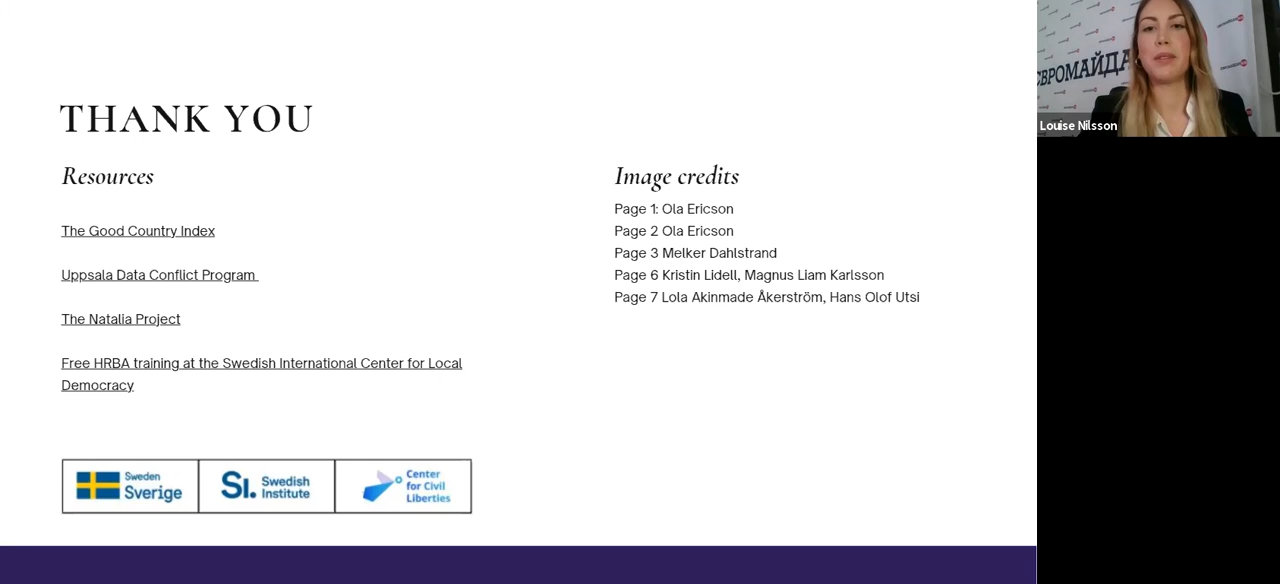 THANK YOU
Resources
The Good Country Index
Uppsala Data Conflict Program
The Natalia Project
Free HRBA training at the Swedish International Center for Local
Democracy
Image credits
Page 1: Ola Ericson
Page 2 Ola Ericson
Page 3 Melker Dahlstrand
Page 6 Kristin Lidell, Magnus Liam Karlsson
Page 7 Lola Akinmade Åkerström, Hans Olof Utsi
Sweden
Sverige
SI. Swedish
Institute
Center
for Civil
Liberties
ЄВРОМАЙДА
Louise Nilsson